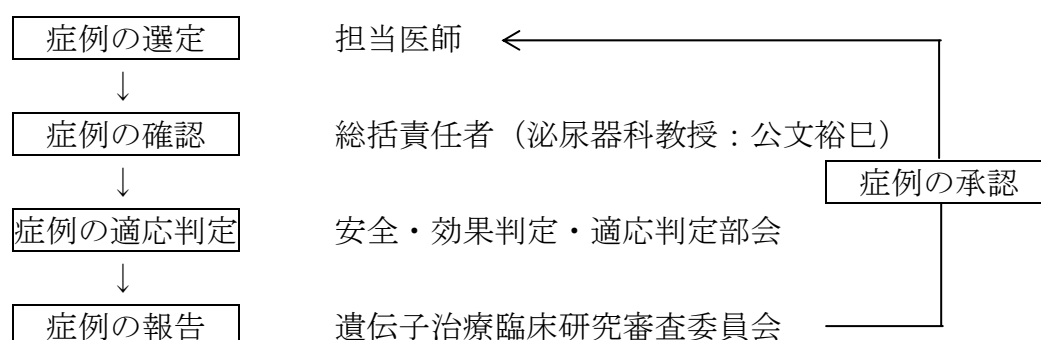 症例の選定 担当医師
↓
症例の確認 総括責任者（泌尿器科教授：公文裕巳）
↓
症例の承認
症例の適応判定 安全・効果判定・適応判定部会
↓
症例の報告 遺伝子治療臨床研究審査委員会